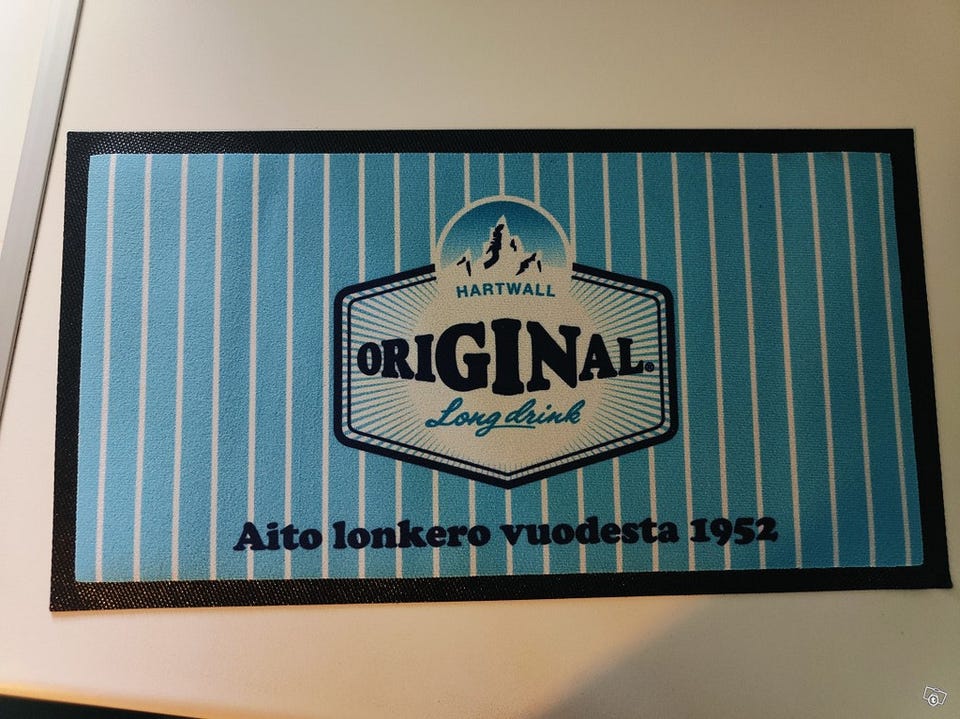 HARTWALL
ORIGINAL®
Long drink
Aito lonkero vuodesta 1952